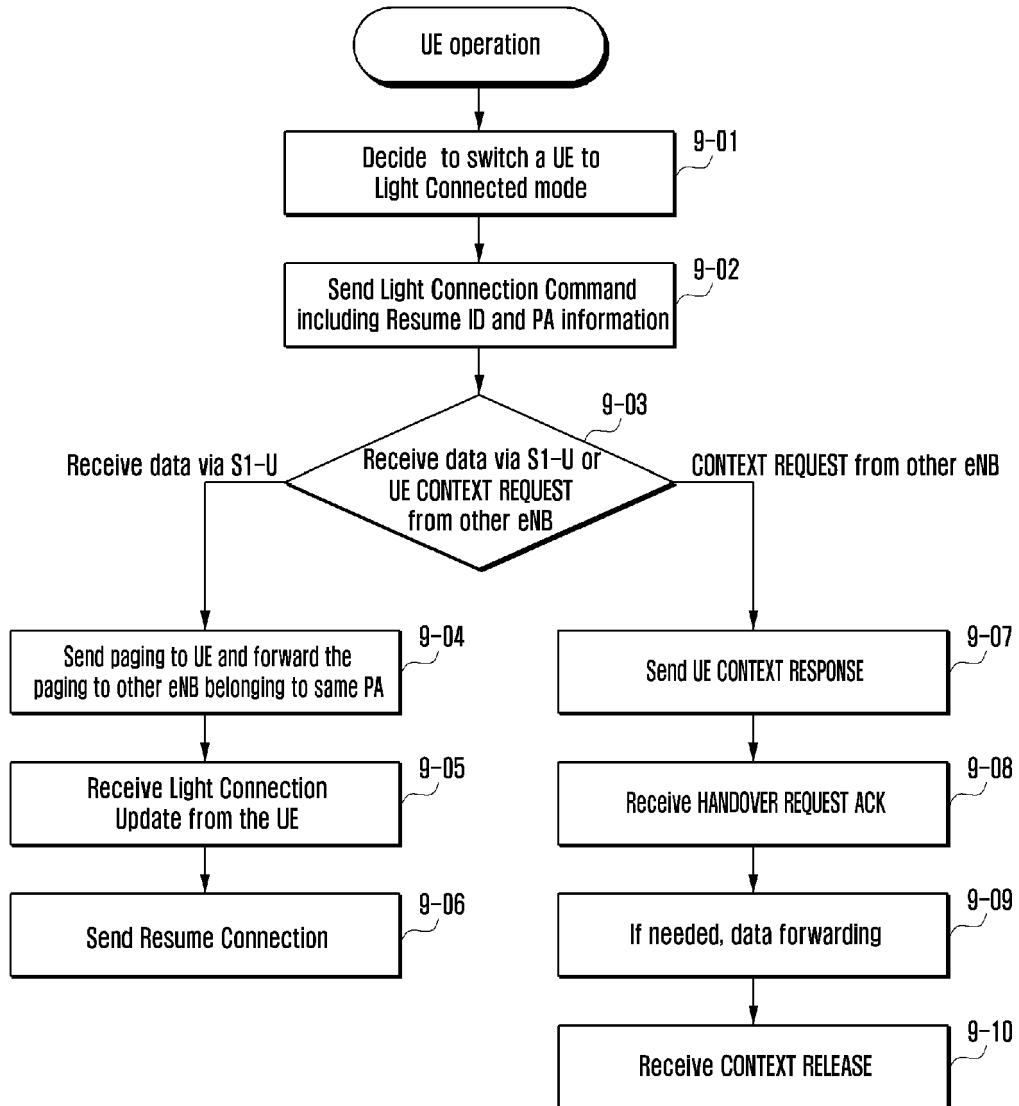 UE operation
9-01
Decide to switch a UE to
Light Connected mode
9-02
Send Light Connection Command
including Resume ID and PA information
9-03
Receive data via S1-U
Receive data via S1-U or
UE CONTEXT REQUEST
from other eNB
CONTEXT REQUEST from other eNB
9-04
Send paging to UE and forward the
paging to other eNB belonging to same PA
9-07
Send UE CONTEXT RESPONSE
9-05
Receive Light Connection
Update from the UE
9-08
Receive HANDOVER REQUEST ACK
9-06
Send Resume Connection
9-09
If needed, data forwarding
9-10
Receive CONTEXT RELEASE